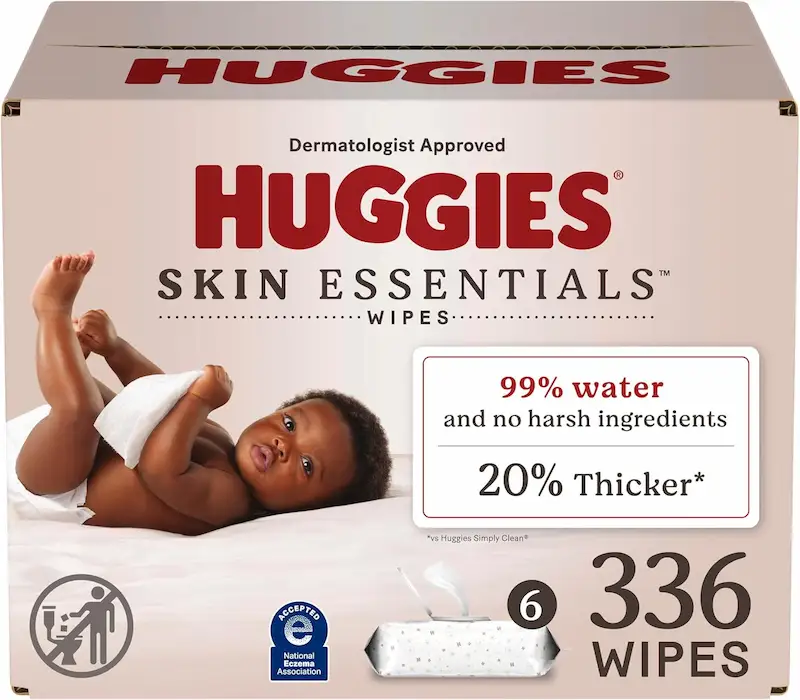 HUGGIES
Dermatologist Approved
HUGGIES®
SKIN ESSENTIALS™
WIPES
99% water
and no harsh ingredients
20% Thicker*
*vs Huggies Simply Clean®
ACCEPTED
e
National
Eczema
Association
6
336
WIPES